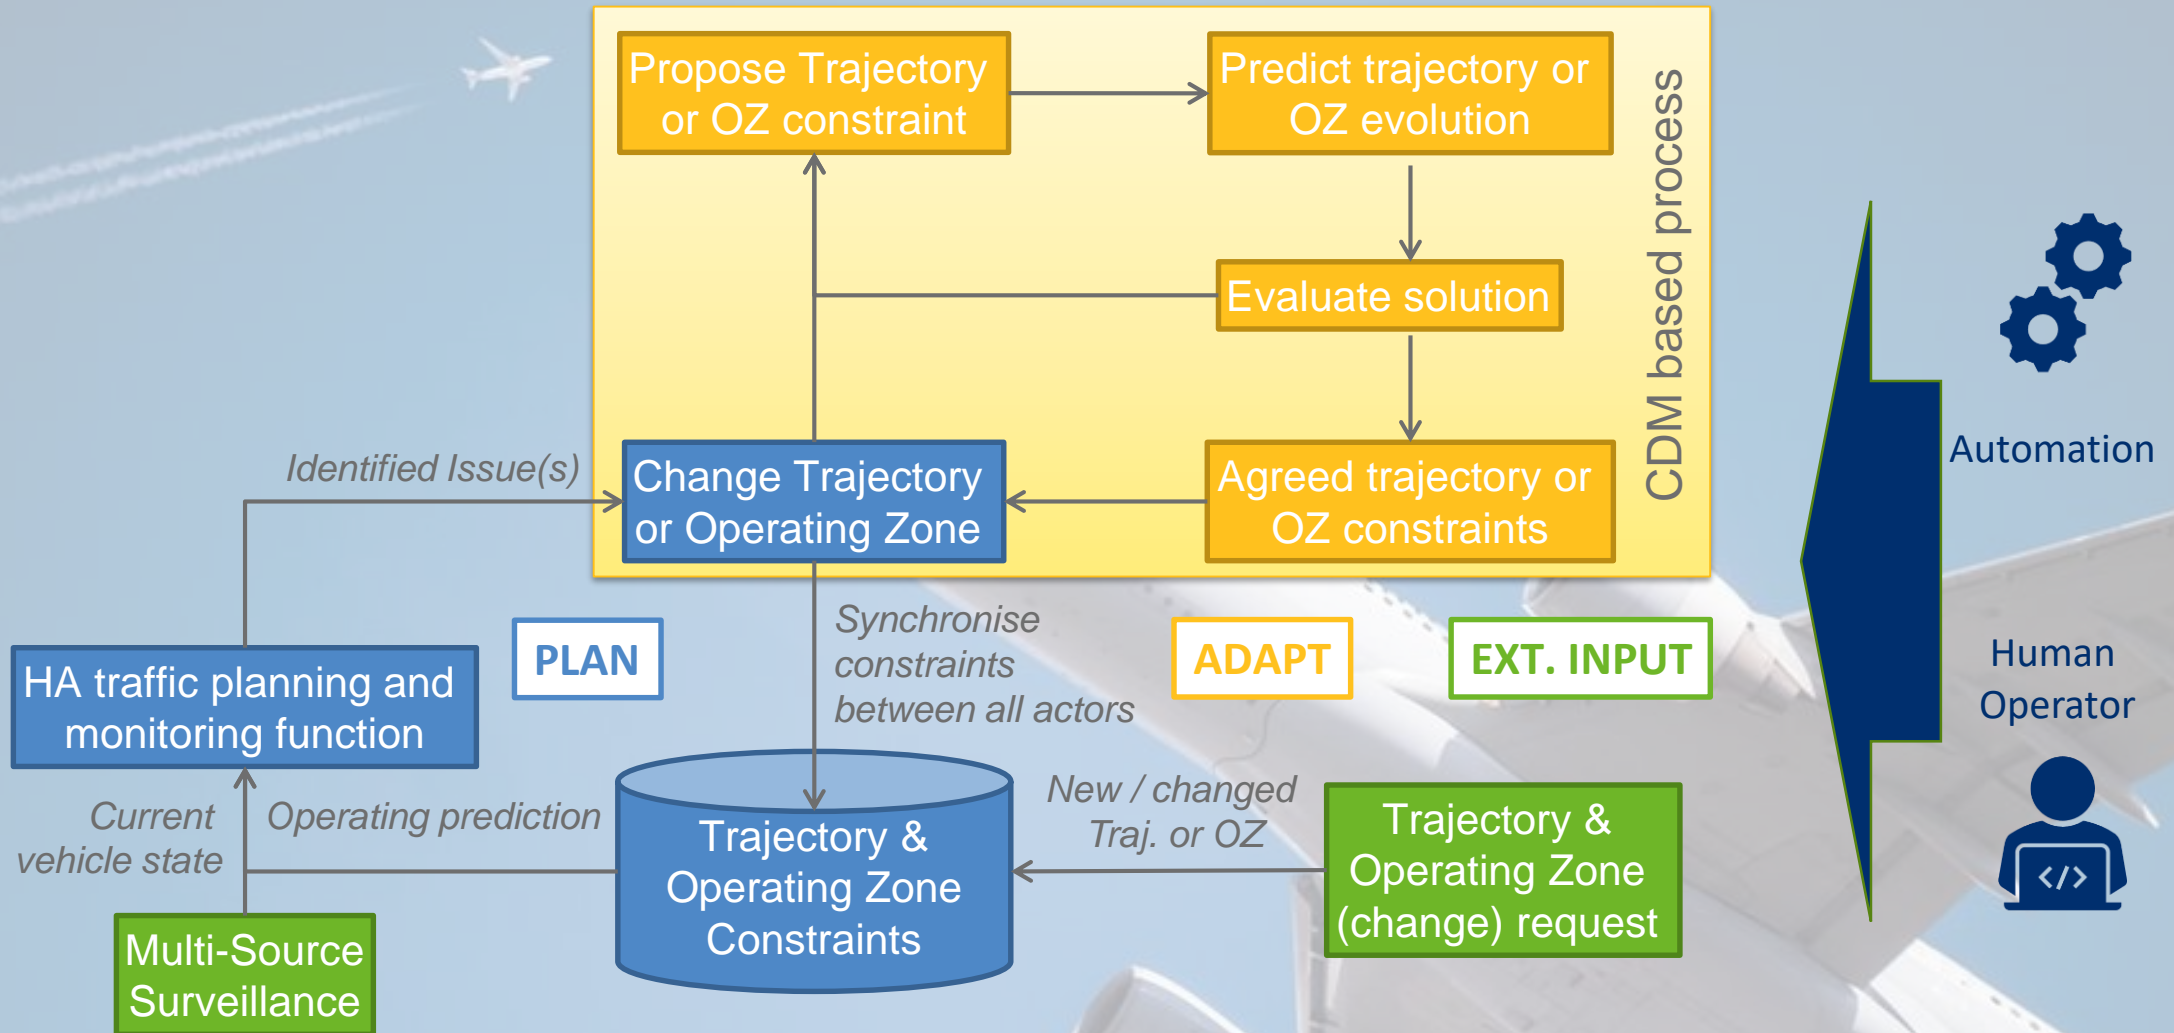 Propose Trajectory
or OZ constraint
Predict trajectory or
OZ evolution
CDM based process
Evaluate solution
Identified Issue(s)
Change Trajectory
or Operating Zone
Agreed trajectory or
OZ constraints
Automation
Synchronise
constraints
between all actors
PLAN
ADAPT
EXT. INPUT
Human
Operator
HA traffic planning and
monitoring function
Current
vehicle state
Operating prediction
New / changed
Traj. or OZ
Trajectory &
Operating Zone
Constraints
Trajectory &
Operating Zone
(change) request
</>
Multi-Source
Surveillance